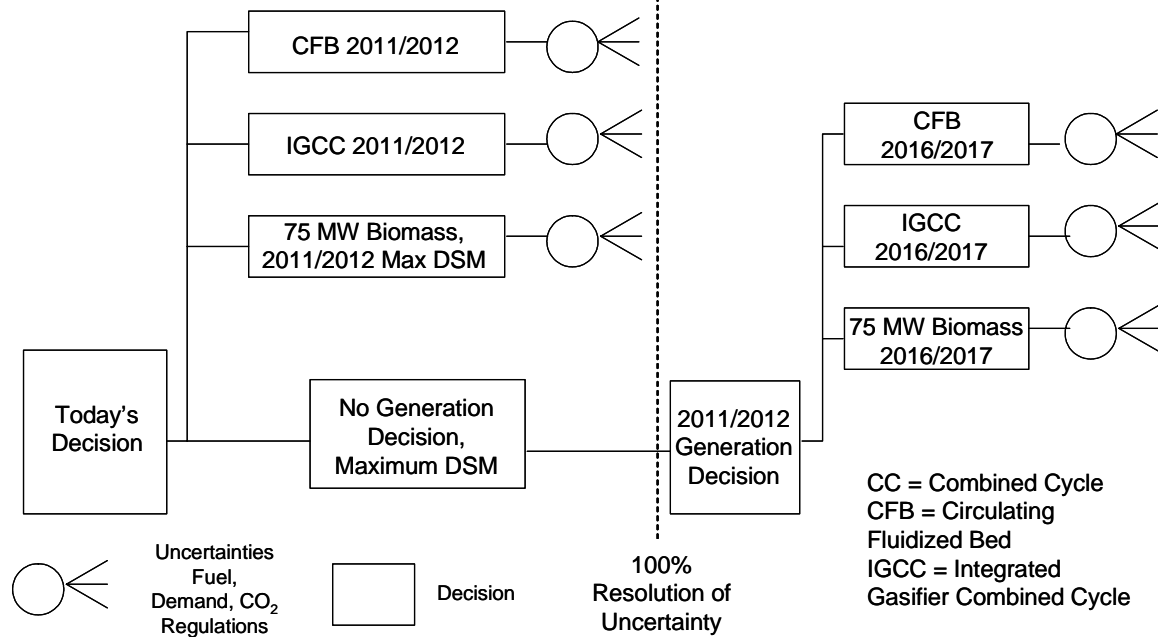 CFB 2011/2012
IGCC 2011/2012
75 MW Biomass,
2011/2012 Max DSM
Today's
Decision
No Generation
Decision,
Maximum DSM
2011/2012
Generation
Decision
CFB
2016/2017
IGCC
2016/2017
75 MW Biomass
2016/2017
CC = Combined Cycle
CFB = Circulating
Fluidized Bed
IGCC = Integrated
Gasifier Combined Cycle
Uncertainties
Fuel,
Demand, CO₂
Regulations
Decision
100%
Resolution of
Uncertainty